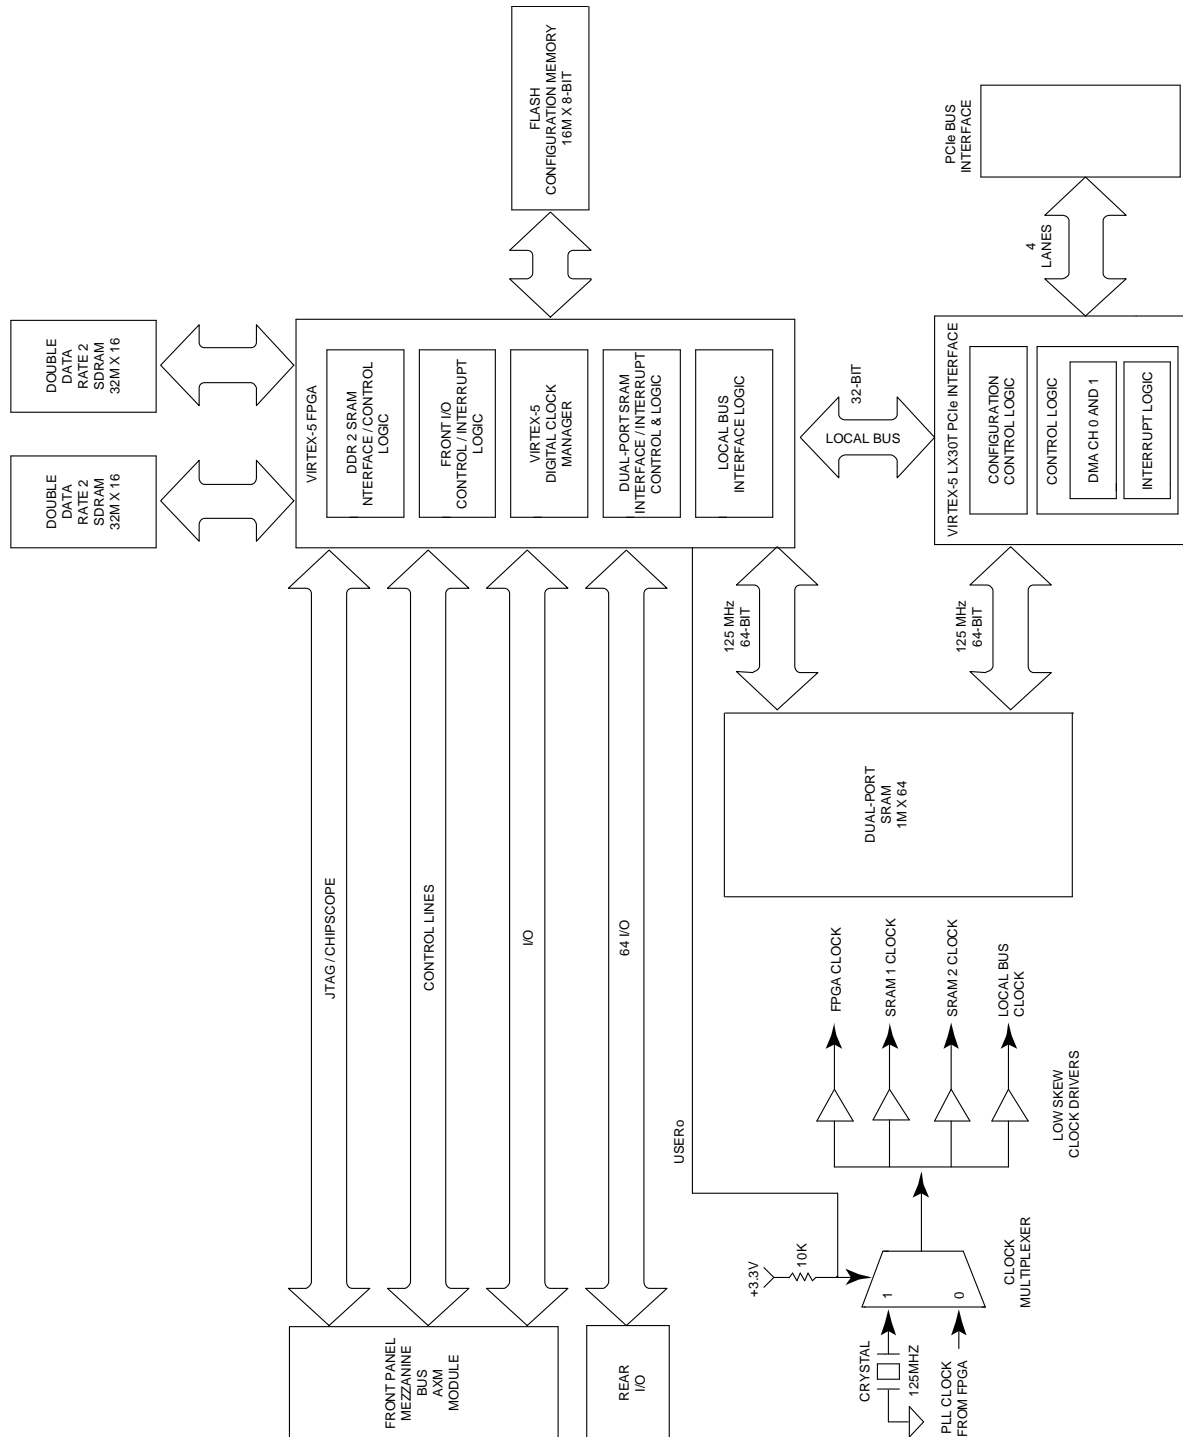 FRONT PANEL
MEZZANINE
BUS
AXM
MODULE
REAR
I/O
JTAG / CHIPSCOPE
CONTROL LINES
I/O
64 I/O
DOUBLE
DATA
RATE 2
SDRAM
32M X 16
DOUBLE
DATA
RATE 2
SDRAM
32M X 16
VIRTEX-5 FPGA
DDR 2 SRAM
NTERFACE / CONTROL
LOGIC
FRONT I/O
CONTROL / INTERRUPT
LOGIC
VIRTEX-5
DIGITAL CLOCK
MANAGER
DUAL-PORT SRAM
INTERFACE / INTERRUPT
CONTROL & LOGIC
LOCAL BUS
INTERFACE LOGIC
FLASH
CONFIGURATION MEMORY
16M X 8-BIT
USERo
125 MHz
64-BIT
32-BIT
LOCAL BUS
CRYSTAL
125MHZ
PLL CLOCK
FROM FPGA
+3.3V
10K
1
0
CLOCK
MULTIPLEXER
FPGA CLOCK
SRAM 1 CLOCK
SRAM 2 CLOCK
LOCAL BUS
CLOCK
LOW SKEW
CLOCK DRIVERS
DUAL-PORT
SRAM
1M X 64
125 MHz
64-BIT
VIRTEX-5 LX30T PCIe INTERFACE
CONFIGURATION
CONTROL LOGIC
CONTROL LOGIC
DMA CH 0 AND 1
INTERRUPT LOGIC
4
LANES
PCIe BUS
INTERFACE